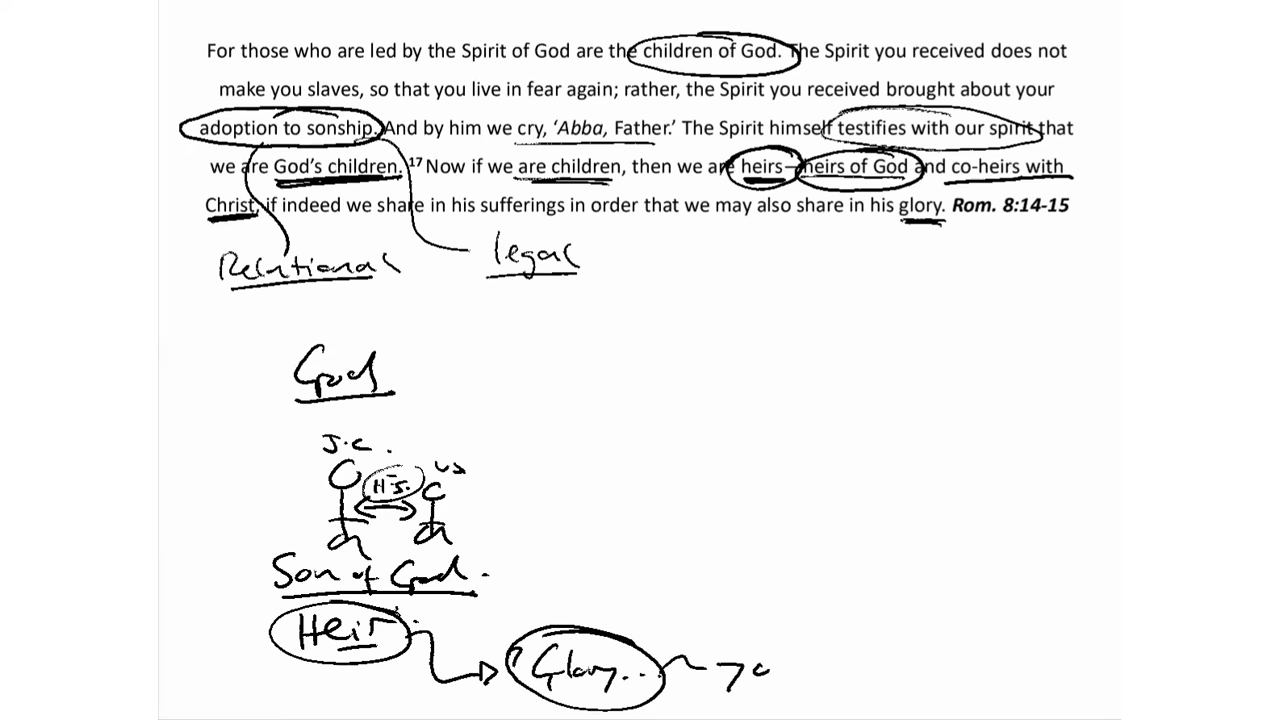 For those who are led by the Spirit of God are the children of God. The Spirit you received does not
make you slaves, so that you live in fear again; rather, the Spirit you received brought about your
adoption to sonship. And by him we cry, ‘Abba, Father.’ The Spirit himself testifies with our spirit that
we are God’s children. 17 Now if we are children, then we are heirs—heirs of God and co-heirs with
Christ, if indeed we share in his sufferings in order that we may also share in his glory. Rom. 8:14-15
Relational legal
God
J.C.
us
H.S.
Son of God.
Heir
Glory...